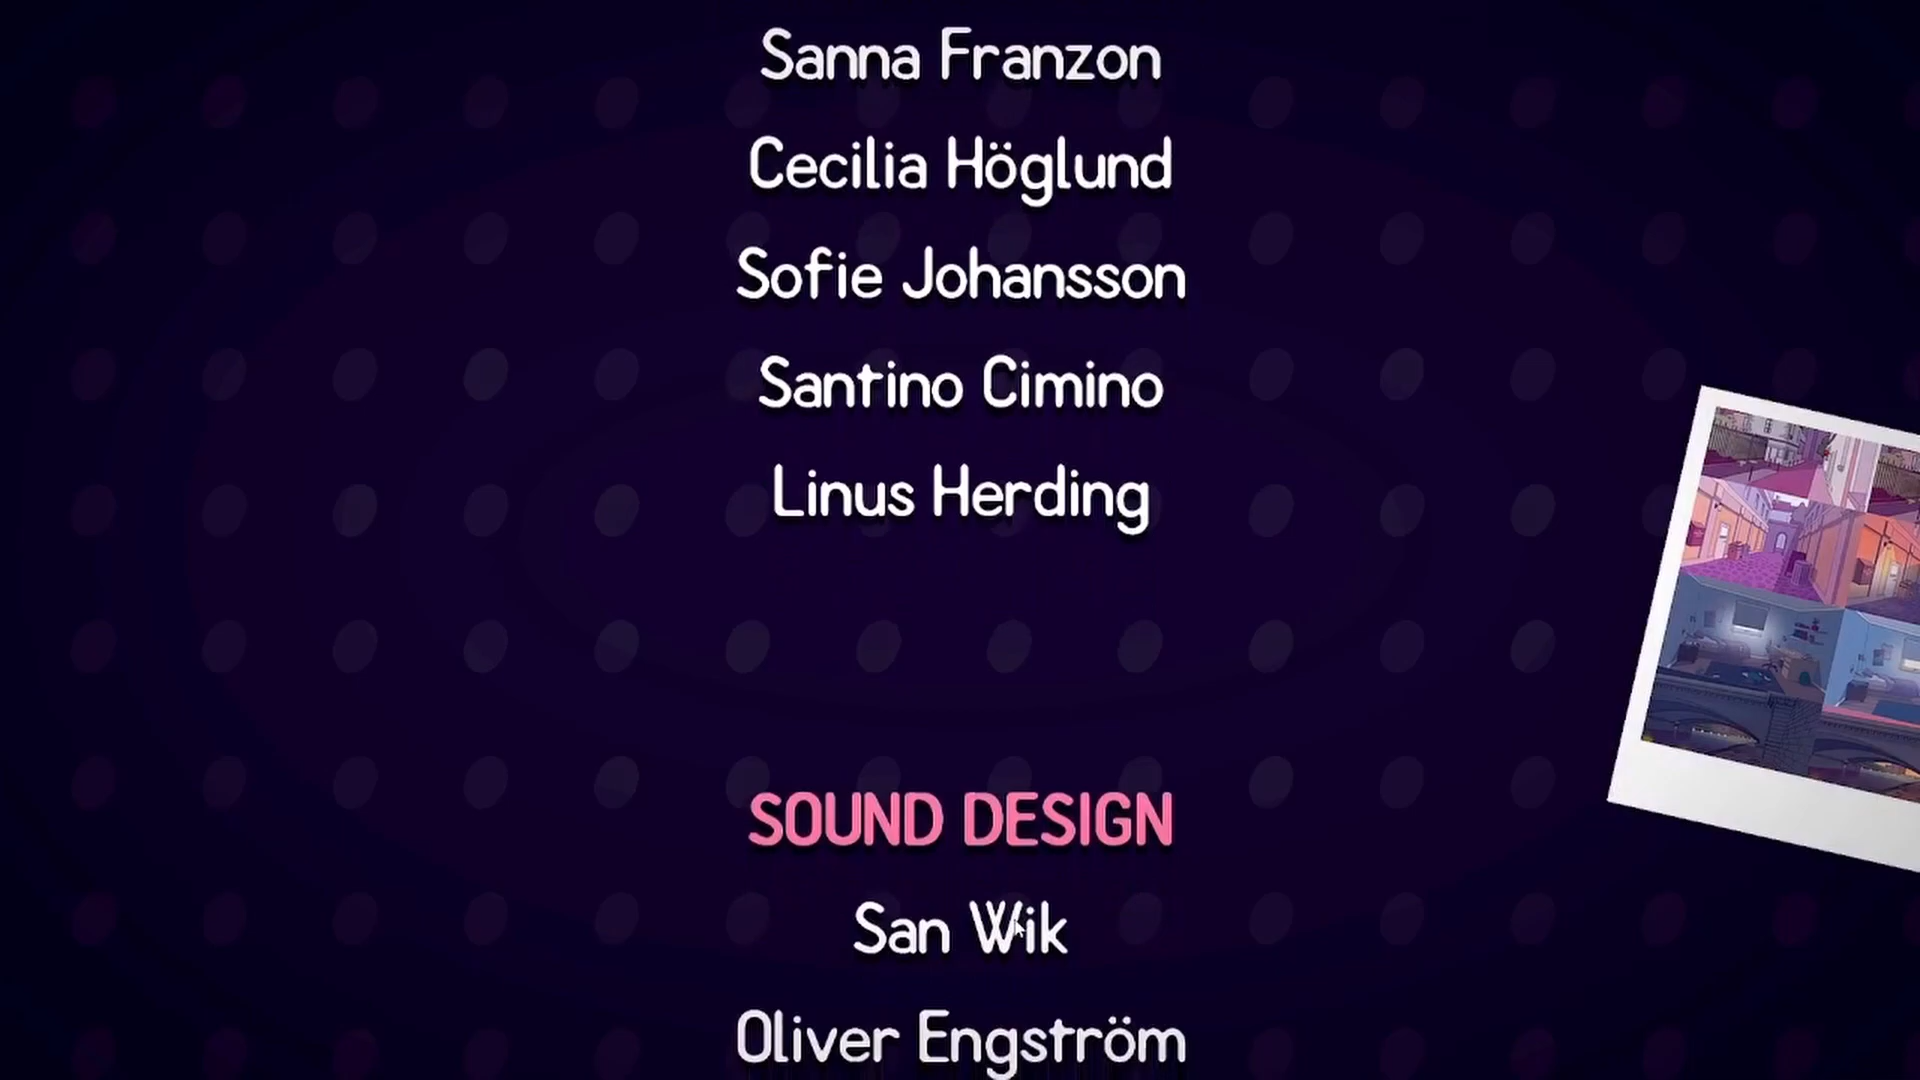 Sanna Franzon
Cecilia Höglund
Sofie Johansson
Santino Cimino
Linus Herding
SOUND DESIGN
San Wik
Oliver Engström